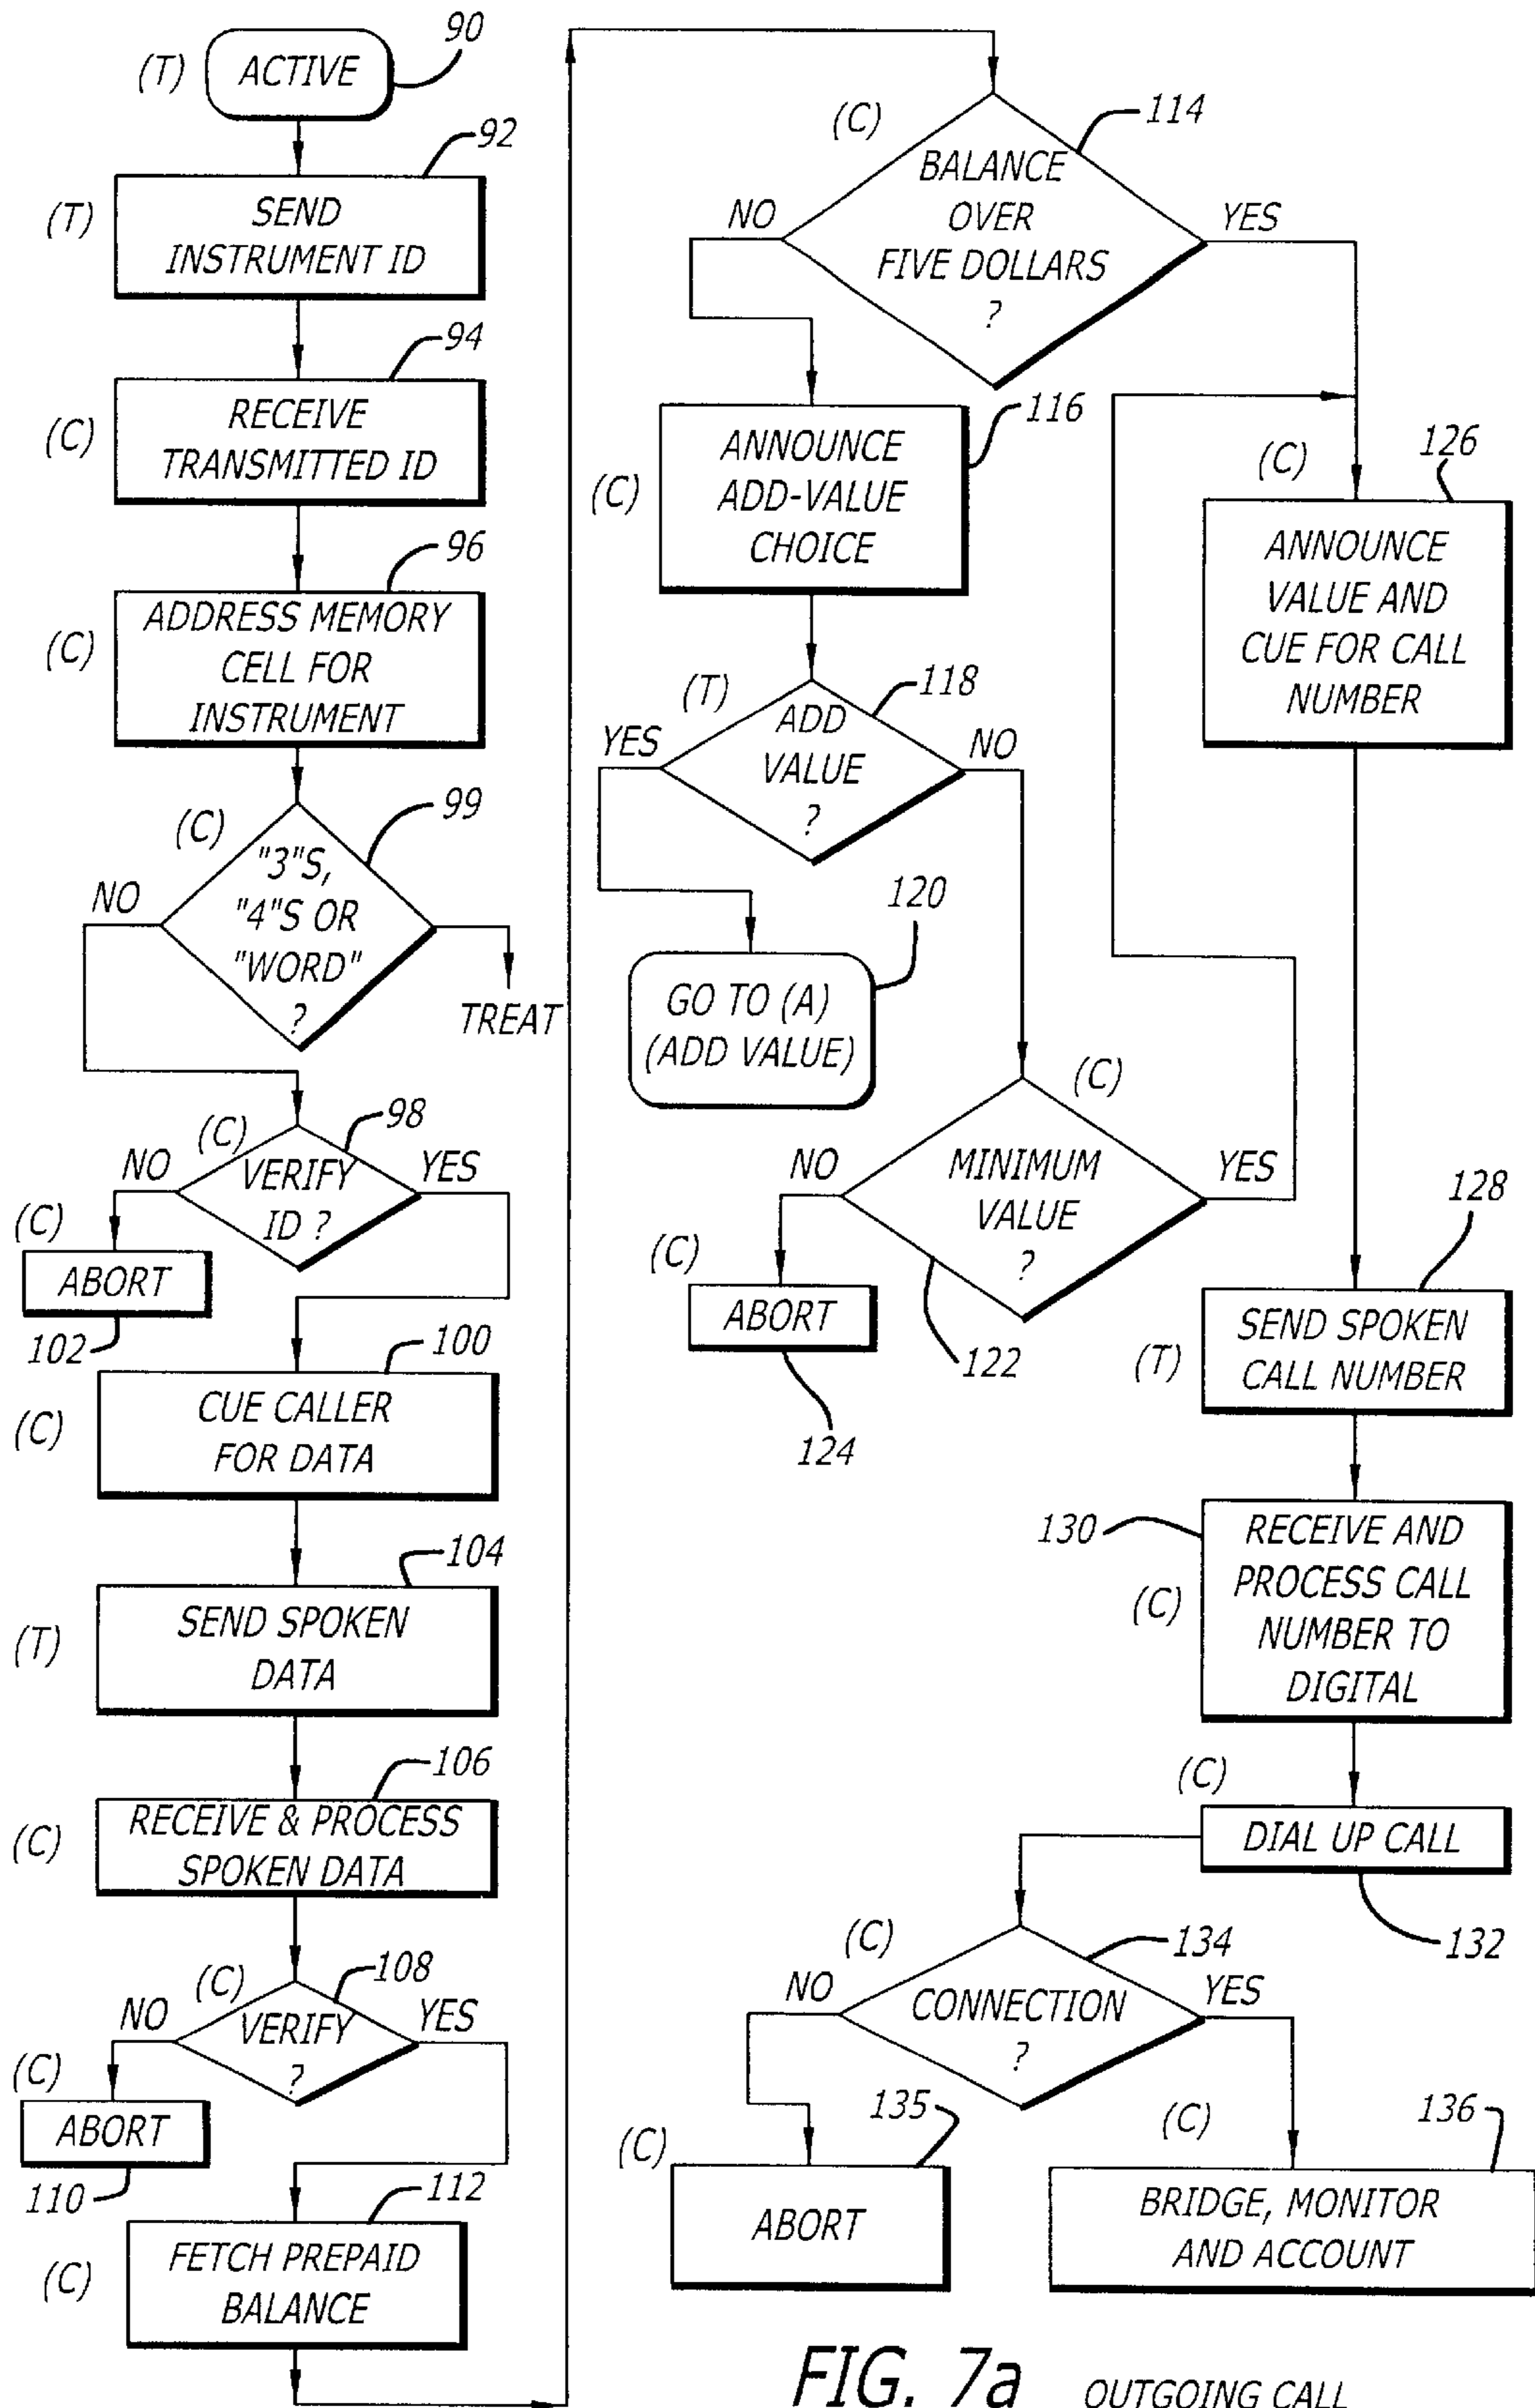 90
(T) ACTIVE
92
(T) SEND
INSTRUMENT ID
94
(C) RECEIVE
TRANSMITTED ID
96
(C) ADDRESS MEMORY
CELL FOR
INSTRUMENT
99
(C)
"3"S,
"4"S OR
"WORD"
?
NO
TREAT
98
(C)
NO VERIFY YES
ID ?
(C)
ABORT
102
100
(C) CUE CALLER
FOR DATA
104
(T) SEND SPOKEN
DATA
106
(C) RECEIVE & PROCESS
SPOKEN DATA
108
(C)
NO VERIFY YES
?
(C)
ABORT
110
112
(C) FETCH PREPAID
BALANCE
114
(C)
BALANCE
OVER
FIVE DOLLARS
?
NO YES
116
(C) ANNOUNCE
ADD-VALUE
CHOICE
118
(T)
ADD
VALUE
?
YES NO
120
GO TO (A)
(ADD VALUE)
(C)
MINIMUM
VALUE
?
NO YES
122
(C)
ABORT
124
126
(C)
ANNOUNCE
VALUE AND
CUE FOR CALL
NUMBER
128
(T) SEND SPOKEN
CALL NUMBER
130
(C) RECEIVE AND
PROCESS CALL
NUMBER TO
DIGITAL
(C)
DIAL UP CALL
132
134
(C)
NO CONNECTION YES
?
135
(C)
ABORT
136
(C)
BRIDGE, MONITOR
AND ACCOUNT
FIG. 7a OUTGOING CALL